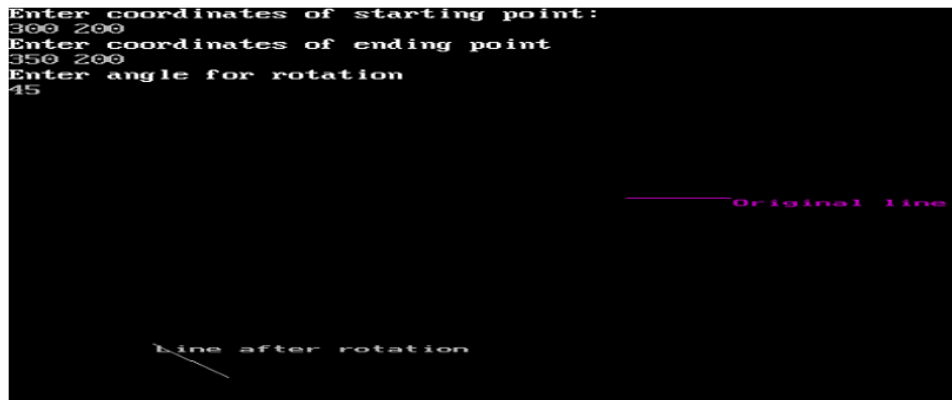 Enter coordinates of starting point:
300 200
Enter coordinates of ending point
350 200
Enter angle for rotation
45
Original line
Line after rotation